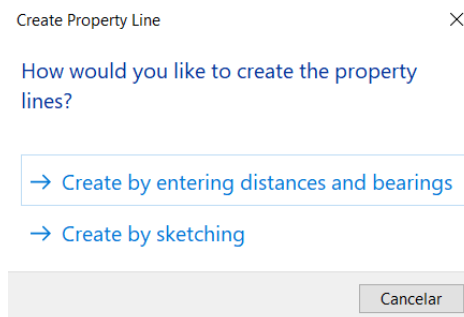 Create Property Line
How would you like to create the property
lines?
→ Create by entering distances and bearings
→ Create by sketching
Cancelar